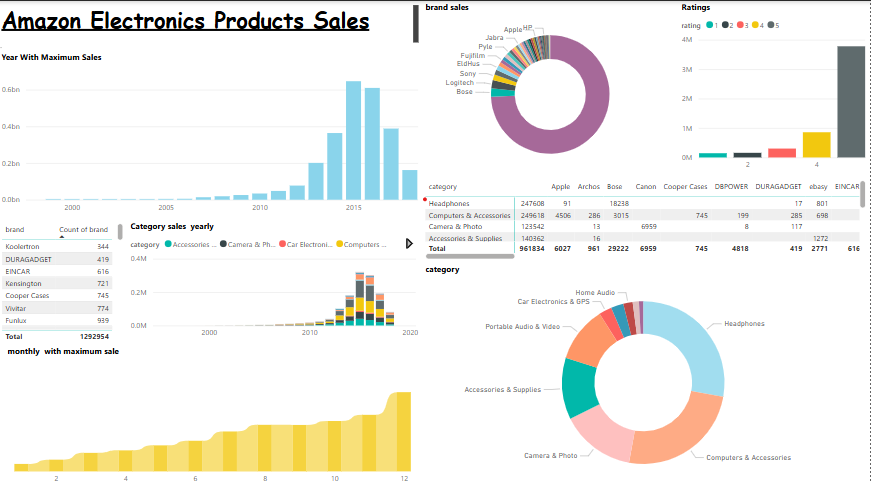 Amazon Electronics Products Sales
Year With Maximum Sales
0.6bn
0.4bn
0.2bn
0.0bn
2000 2005 2010 2015
brand Count of brand
Koolertron 344
DURAGADGET 419
EINCAR 616
Kensington 721
Cooper Cases 745
Vivitar 774
Funlux 939
Total 1292954
Category sales yearly
category Accessories ... Camera & Ph... Car Electroni... Computers ...
0.4M
0.2M
0.0M
2000 2010 2020
monthly with maximum sale
2 4 6 8 10 12
brand sales
Apple HP
Jabra
Pyle
Fujifilm
EldHus
Sony
Logitech
Bose
Ratings
rating 1 2 3 4 5
4M
3M
2M
1M
0M
2 4
category Apple Archos Bose Canon Cooper Cases DBPOWER DURAGADGET ebasy EINCAR
Headphones 247608 91 18238 17 801
Computers & Accessories 249618 4506 286 3015 745 199 285 698
Camera & Photo 123542 13 6959 8 117
Accessories & Supplies 140362 16 1272
Total 961834 6027 961 29222 6959 745 4818 419 2771 616
category
Home Audio
Car Electronics & GPS
Portable Audio & Video
Accessories & Supplies
Camera & Photo
Headphones
Computers & Accessories